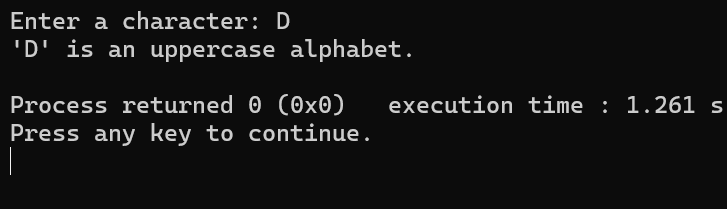 Enter a character: D
'D' is an uppercase alphabet.
Process returned 0 (0x0)   execution time : 1.261 s
Press any key to continue.